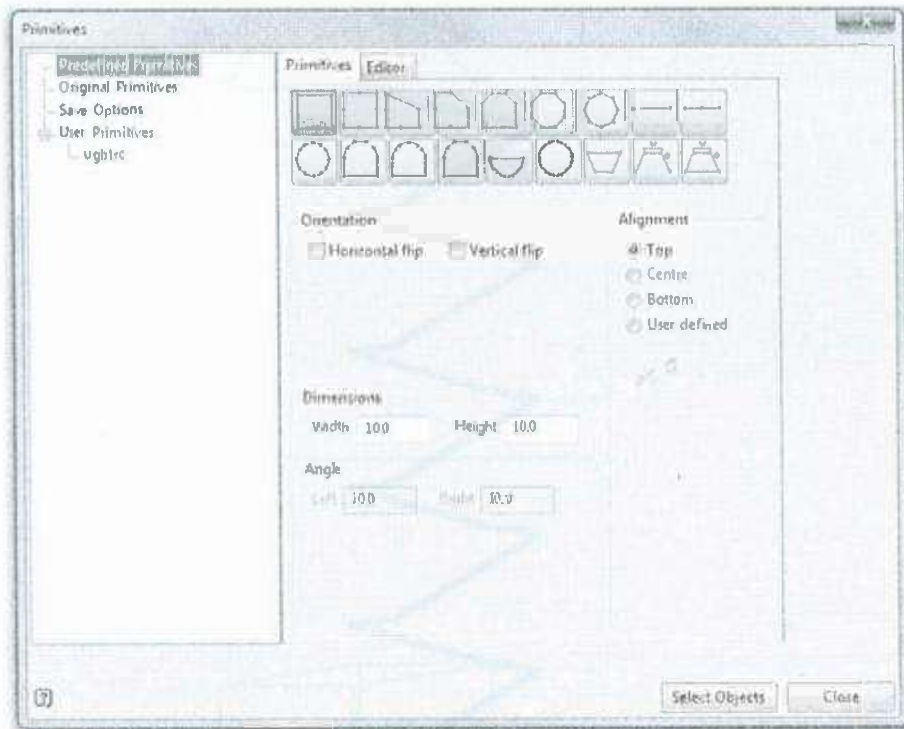 Primitives
Predefined Primitives
Original Primitives
Save Options
User Primitives
ugb1rc
Primitives Editor
Orientation
Horizontal flip Vertical flip
Alignment
Top
Centre
Bottom
User defined
Dimensions
Width 10.0 Height 10.0
Angle
Left 10.0 Right 10.0
Select Objects Close